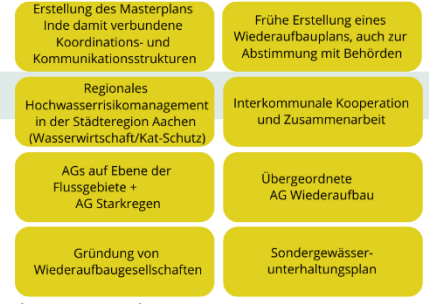 Erstellung des Masterplans
Inde damit verbundene
Koordinations- und
Kommunikationsstrukturen
Frühe Erstellung eines
Wiederaufbauplans, auch zur
Abstimmung mit Behörden
Regionales
Hochwasserrisikomanagement
in der Städteregion Aachen
(Wasserwirtschaft/Kat-Schutz)
Interkommunale Kooperation
und Zusammenarbeit
AGs auf Ebene der
Flussgebiete +
AG Starkregen
Übergeordnete
AG Wiederaufbau
Gründung von
Wiederaufbaugesellschaften
Sondergewässer-
unterhaltungsplan